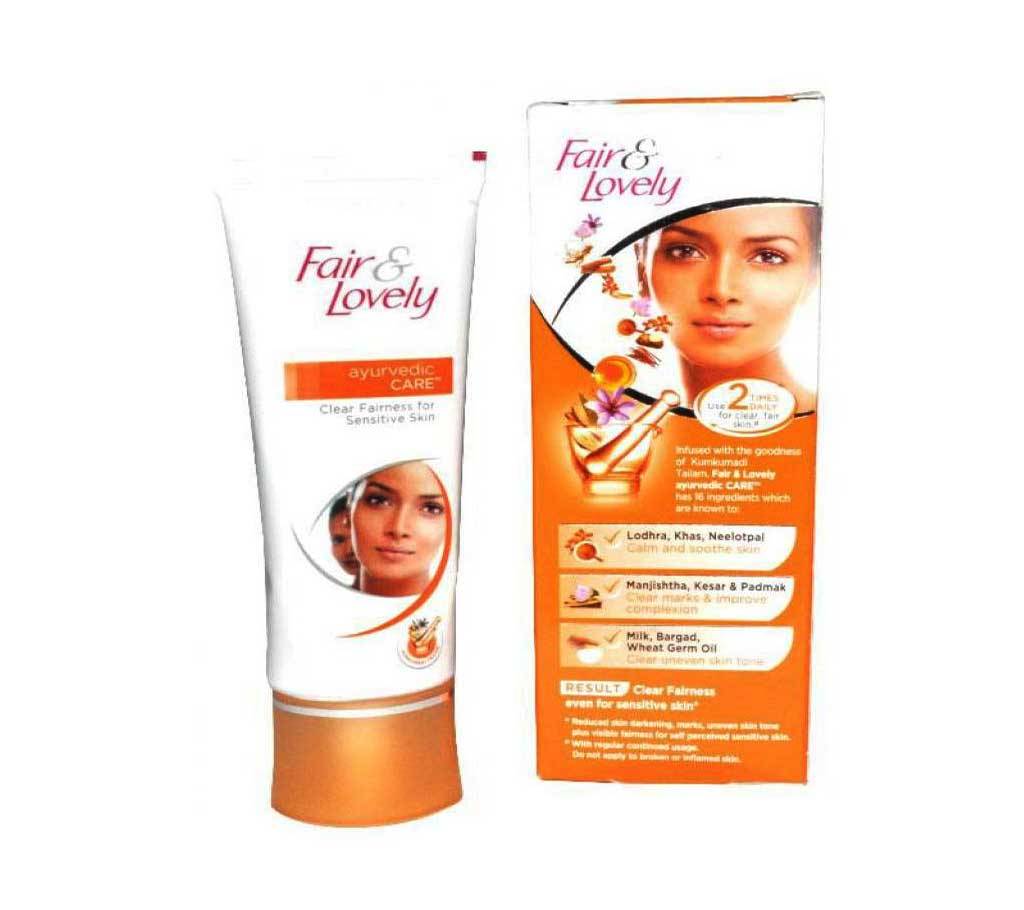 Fair &
Lovely
ayurvedic
CARE™
Clear Fairness for
Sensitive Skin
Fair &
Lovely
Use 2 TIMES
DAILY
for clear, fair
skin.#
Infused with the goodness
of Kumkumadi
Tailam, Fair & Lovely
ayurvedic CARE™
has 16 ingredients which
are known to:
Lodhra, Khas, Neelotpal
Calm and soothe skin
Manjishtha, Kesar & Padmak
Clear marks & improve
complexion
Milk, Bargad,
Wheat Germ Oil
Clear uneven skin tone
RESULT Clear Fairness
even for sensitive skin^
^ Reduced skin darkening, marks, uneven skin tone
plus visible fairness for self perceived sensitive skin.
# With regular continued usage.
Do not apply to broken or inflamed skin.